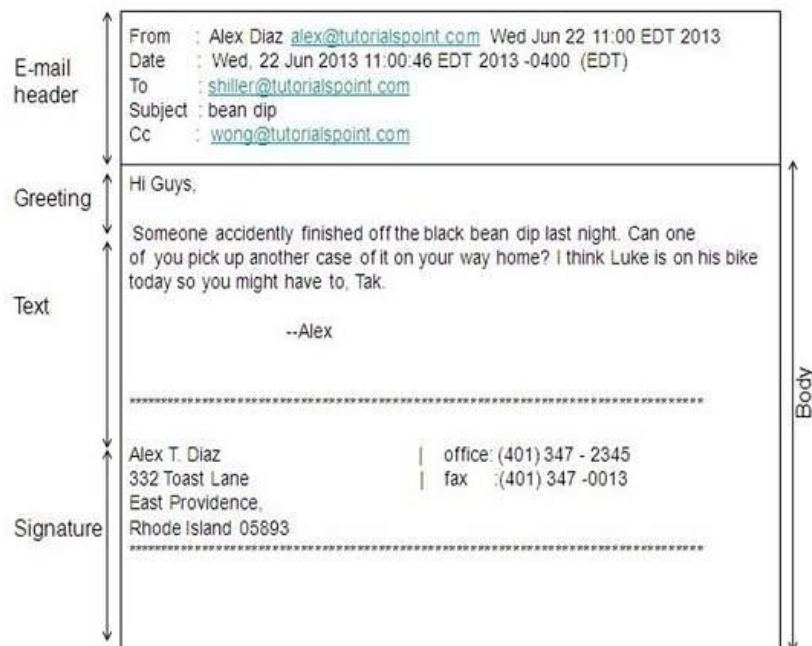 E-mail
header
From : Alex Diaz alex@tutorialspoint.com Wed Jun 22 11:00 EDT 2013
Date : Wed, 22 Jun 2013 11:00:46 EDT 2013 -0400 (EDT)
To : shiller@tutorialspoint.com
Subject : bean dip
Cc : wong@tutorialspoint.com
Greeting
Hi Guys,
Text
Someone accidently finished off the black bean dip last night. Can one
of you pick up another case of it on your way home? I think Luke is on his bike
today so you might have to, Tak.
--Alex
Signature
Alex T. Diaz | office: (401) 347 - 2345
332 Toast Lane | fax :(401) 347 -0013
East Providence,
Rhode Island 05893
Body